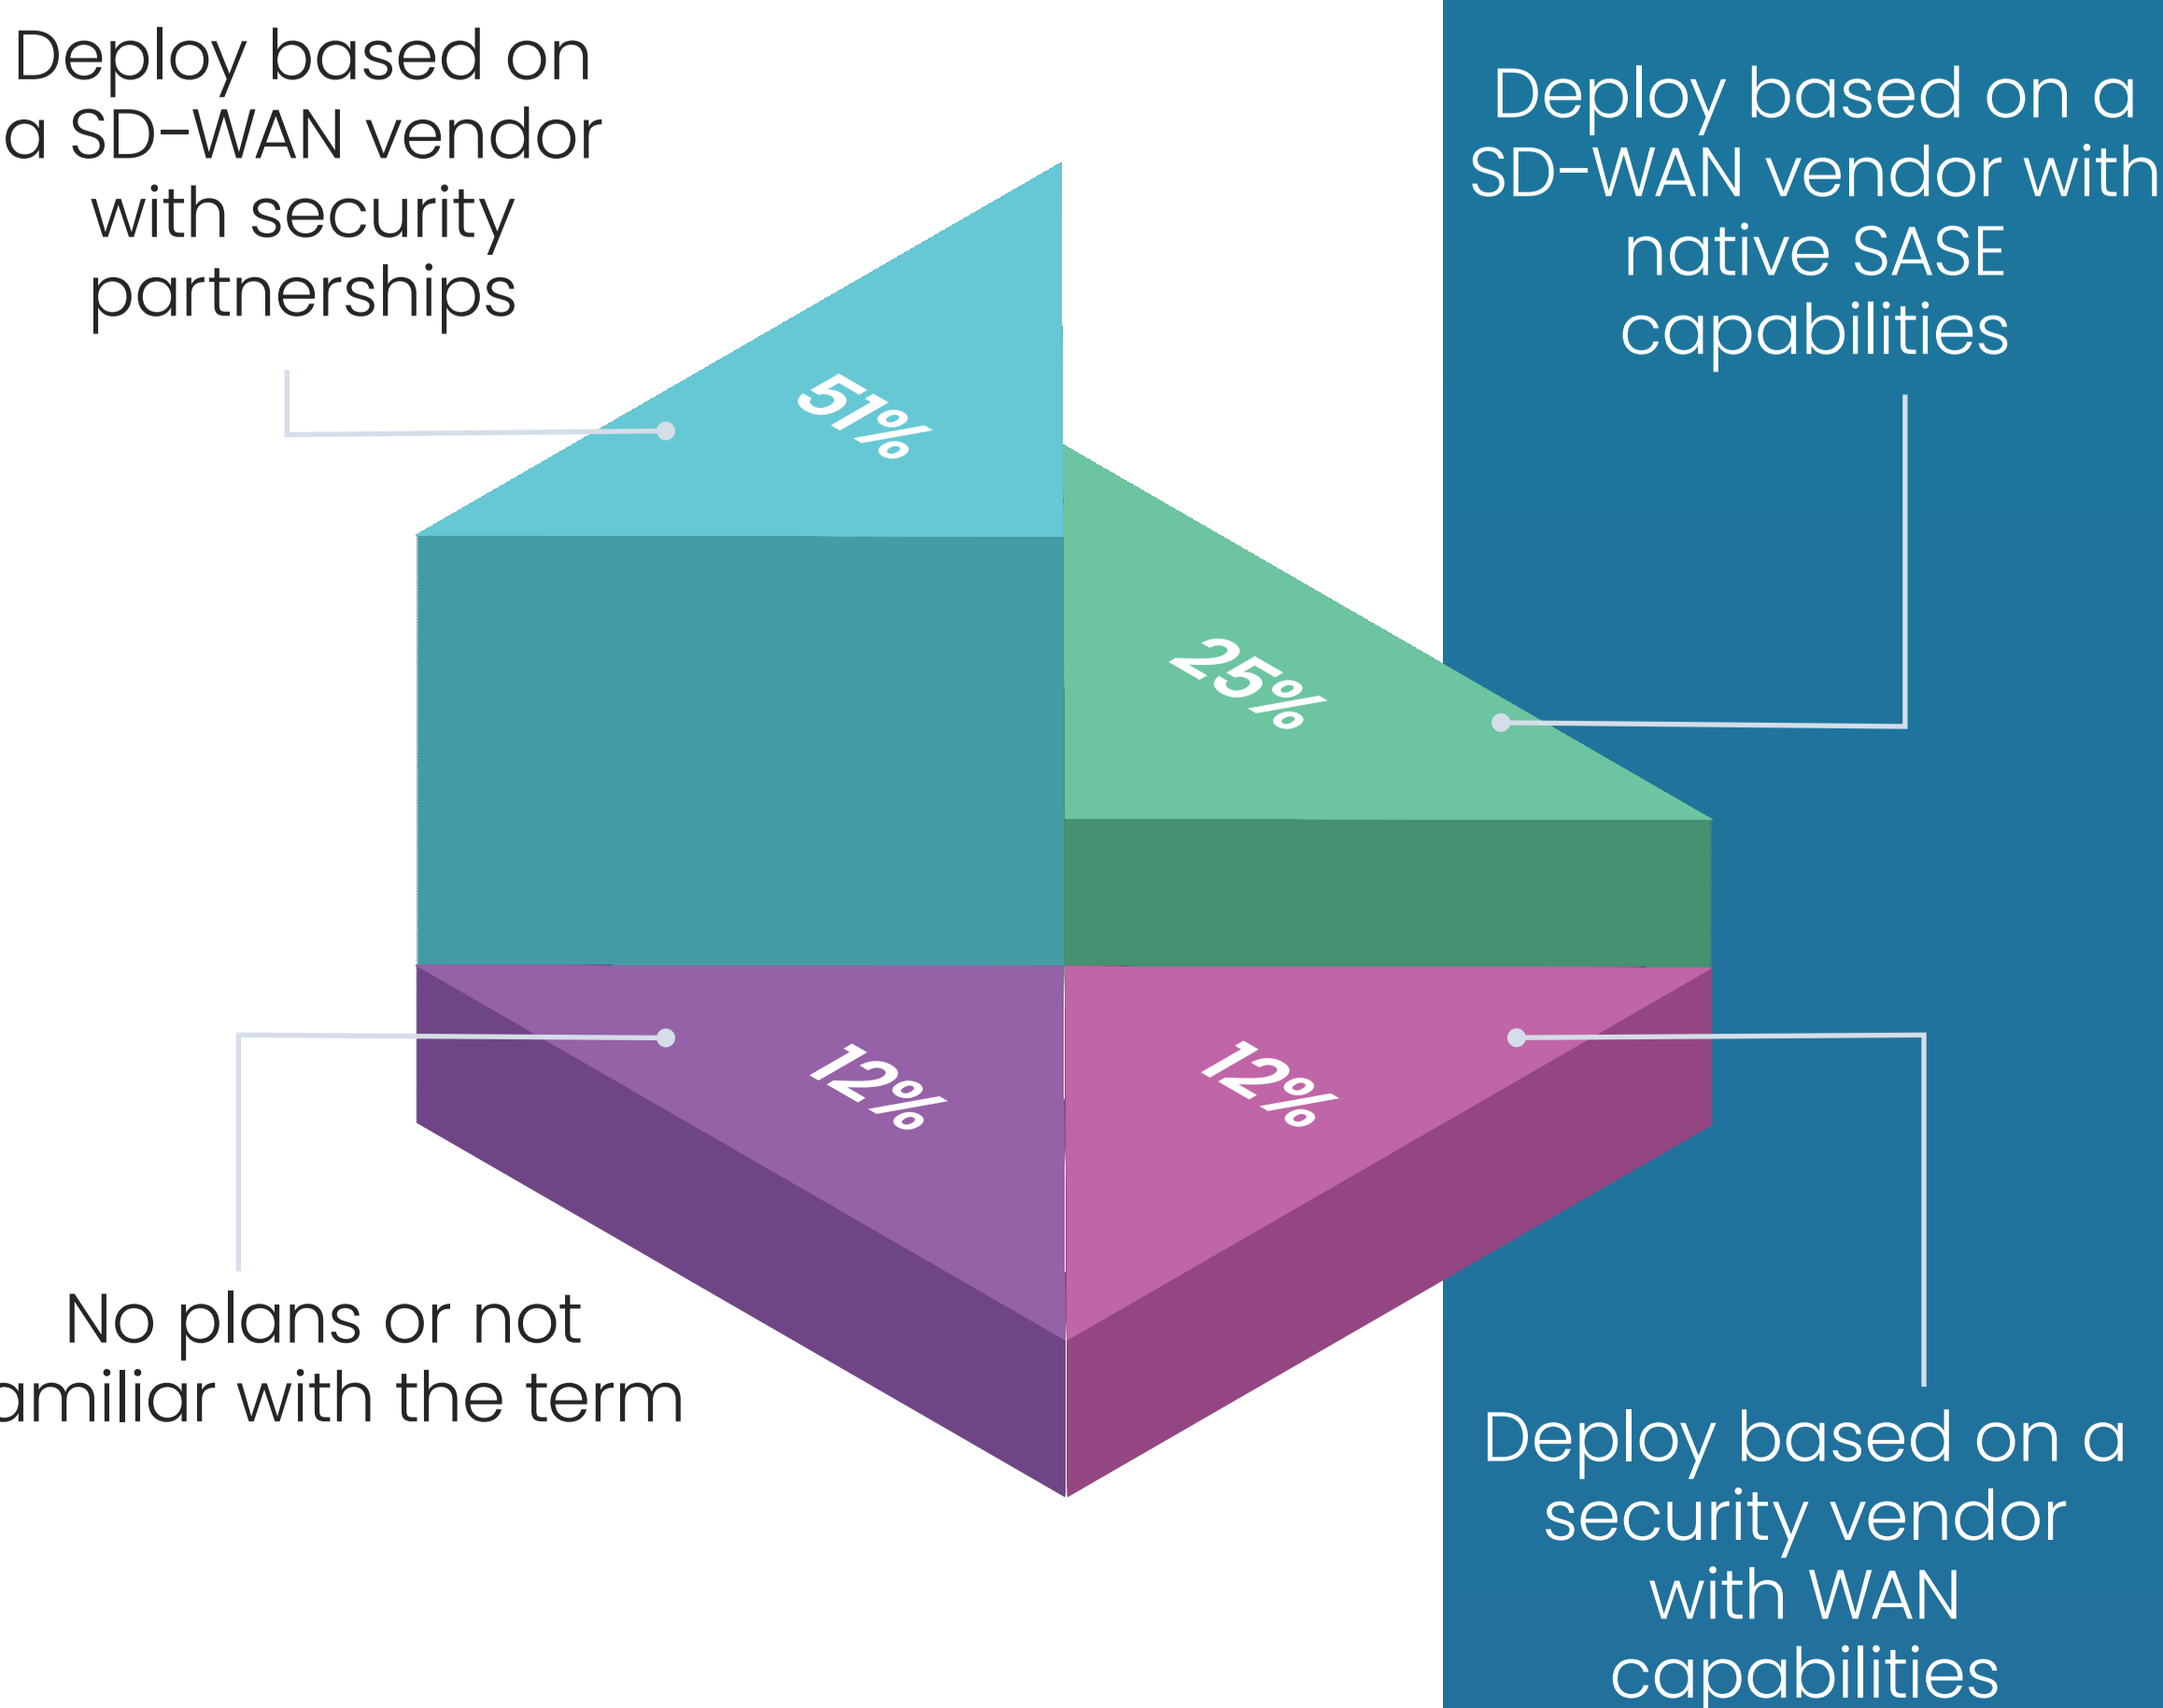 Deploy based on
a SD-WAN vendor
with security
partnerships
Deploy based on a
SD-WAN vendor with
native SASE
capabilities
51%
25%
12%
12%
No plans or not
amiliar with the term
Deploy based on a
security vendor
with WAN
capabilities